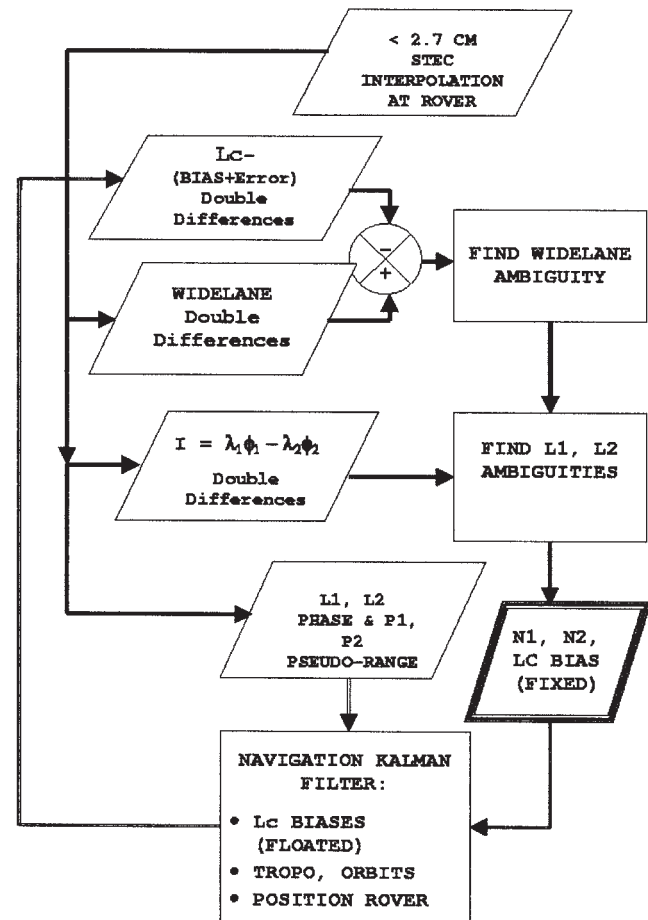 < 2.7 CM
STEC
INTERPOLATION
AT ROVER
Lc-
(BIAS+Error)
Double
Differences
-
+
FIND WIDELANE
AMBIGUITY
WIDELANE
Double
Differences
I = λ₁ϕ₁ − λ₂ϕ₂
Double
Differences
FIND L1, L2
AMBIGUITIES
L1, L2
PHASE & P1,
P2
PSEUDO-RANGE
N1, N2,
LC BIAS
(FIXED)
NAVIGATION KALMAN
FILTER:
• Lc BIASES
(FLOATED)
• TROPO, ORBITS
• POSITION ROVER